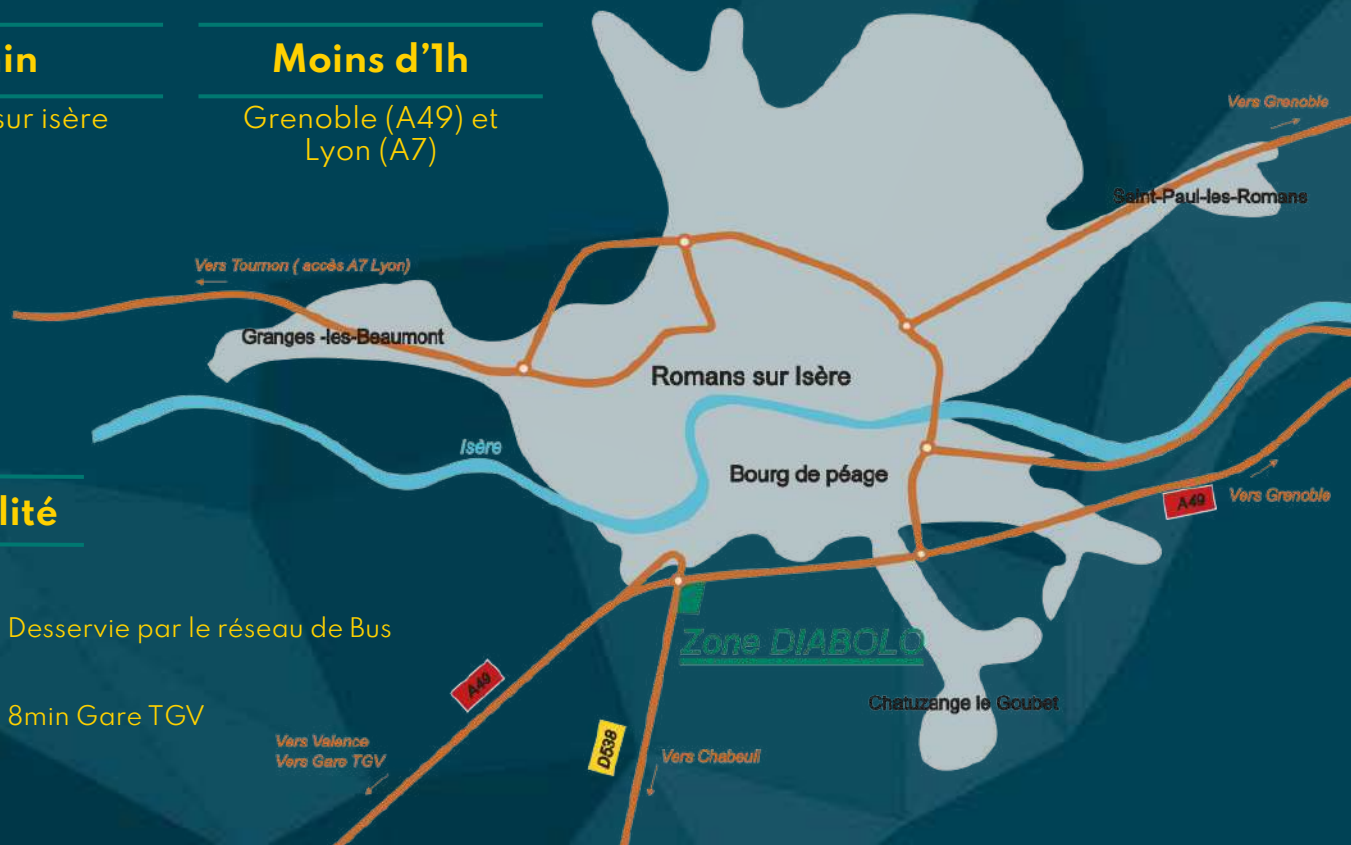 in
Moins d'1h
sur isère
Grenoble (A49) et
Lyon (A7)
Vers Grenoble
Saint-Paul-les-Romans
Vers Tournon ( accès A7 Lyon)
Granges -les-Beaumont
Romans sur Isère
Isère
Bourg de péage
lité
A49
Vers Grenoble
Desservie par le réseau de Bus
Zone DIABOLO
A49
Chatuzange le Goubet
8min Gare TGV
Vers Valence
Vers Gare TGV
D538
Vers Chabeuil